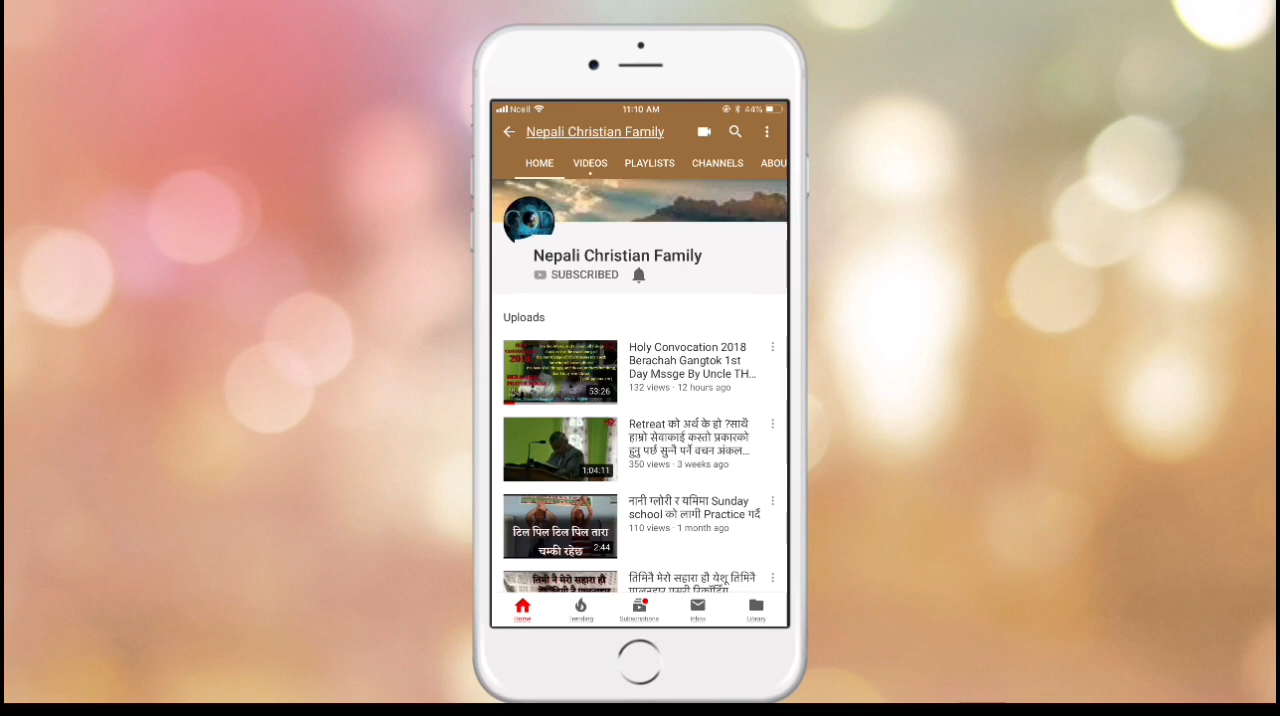 Ncell
11:10 AM
44%
Nepali Christian Family
HOME VIDEOS PLAYLISTS CHANNELS ABOU
GOD
Nepali Christian Family
SUBSCRIBED
Uploads
53:26
Holy Convocation 2018
Berachah Gangtok 1st
Day Mssge By Uncle TH...
132 views · 12 hours ago
1:04:11
Retreat को अर्थ के हो ?साथै
हाम्रो सेवाकाई कस्तो प्रकारको
हुनु पर्छ सुन्नै पर्ने वचन अंकल...
350 views · 3 weeks ago
टिल पिल टिल पिल तारा
चम्की रहेछ
2:44
नानी ग्लोरी र यमिमा Sunday
school को लागी Practice गर्दै
110 views · 1 month ago
तिमी नै मेरो सहारा हौ
तिमिनै मेरो सहारा हौ येशू तिमिनै
Home Trending Subscriptions Inbox Library